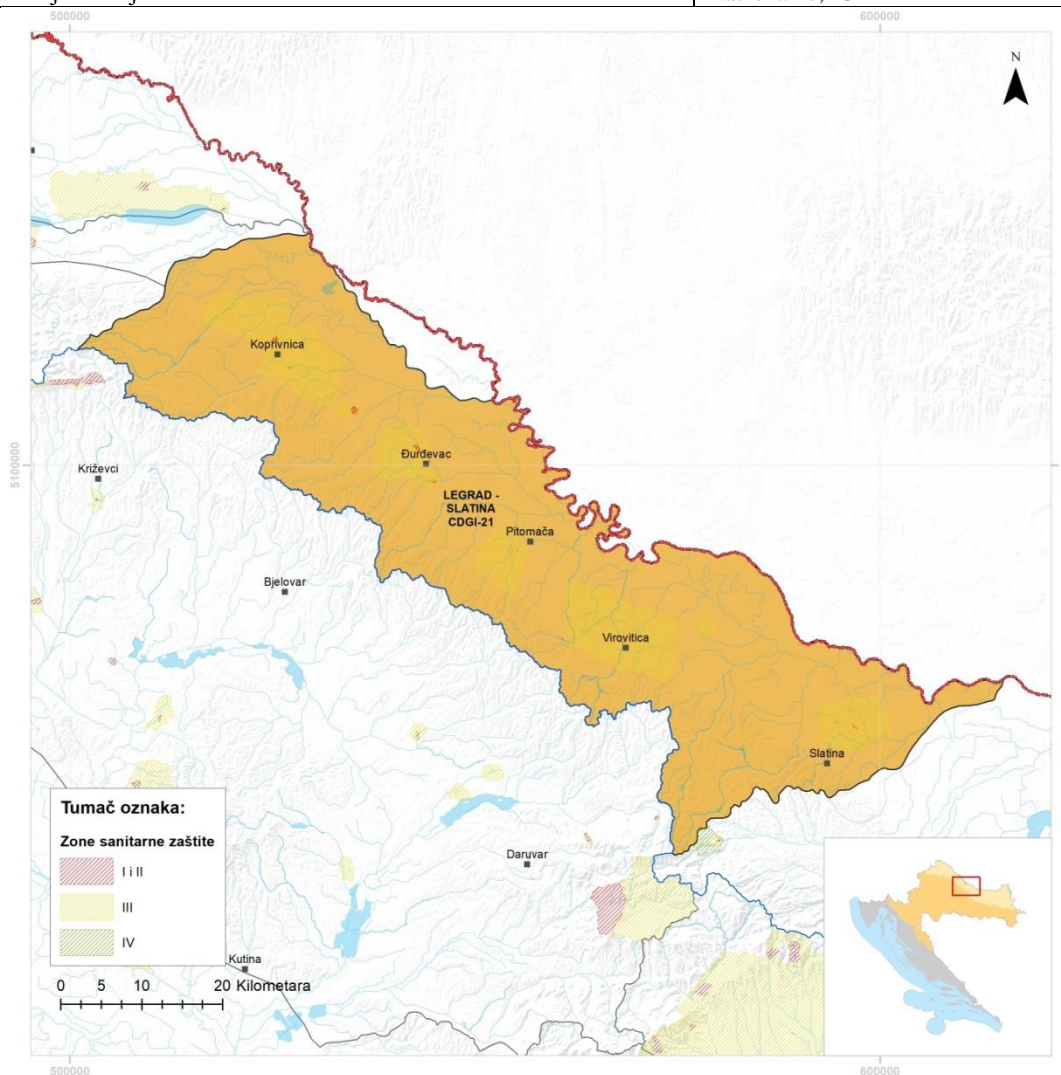 500000
600000
N
Koprivnica
Križevci
Đurđevac
5100000
LEGRAD -
SLATINA
CDGI-21
Pitomača
Bjelovar
Virovitica
Slatina
Daruvar
Kutina
Tumač oznaka:
Zone sanitarne zaštite
I i II
III
IV
0 5 10 20 Kilometara
500000
600000